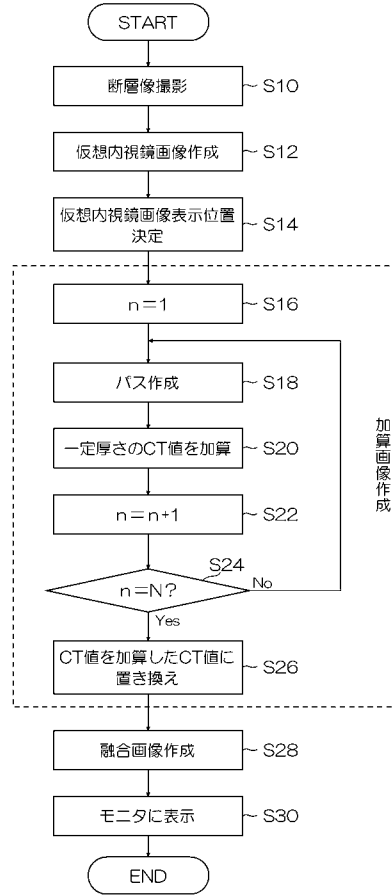 START
断層像撮影
S10
仮想内視鏡画像作成
S12
仮想内視鏡画像表示位置
決定
S14
n=1
S16
パス作成
S18
一定厚さのCT値を加算
S20
n=n+1
S22
n=N?
S24
No
Yes
CT値を加算したCT値に
置き換え
S26
加算画像作成
融合画像作成
S28
モニタに表示
S30
END